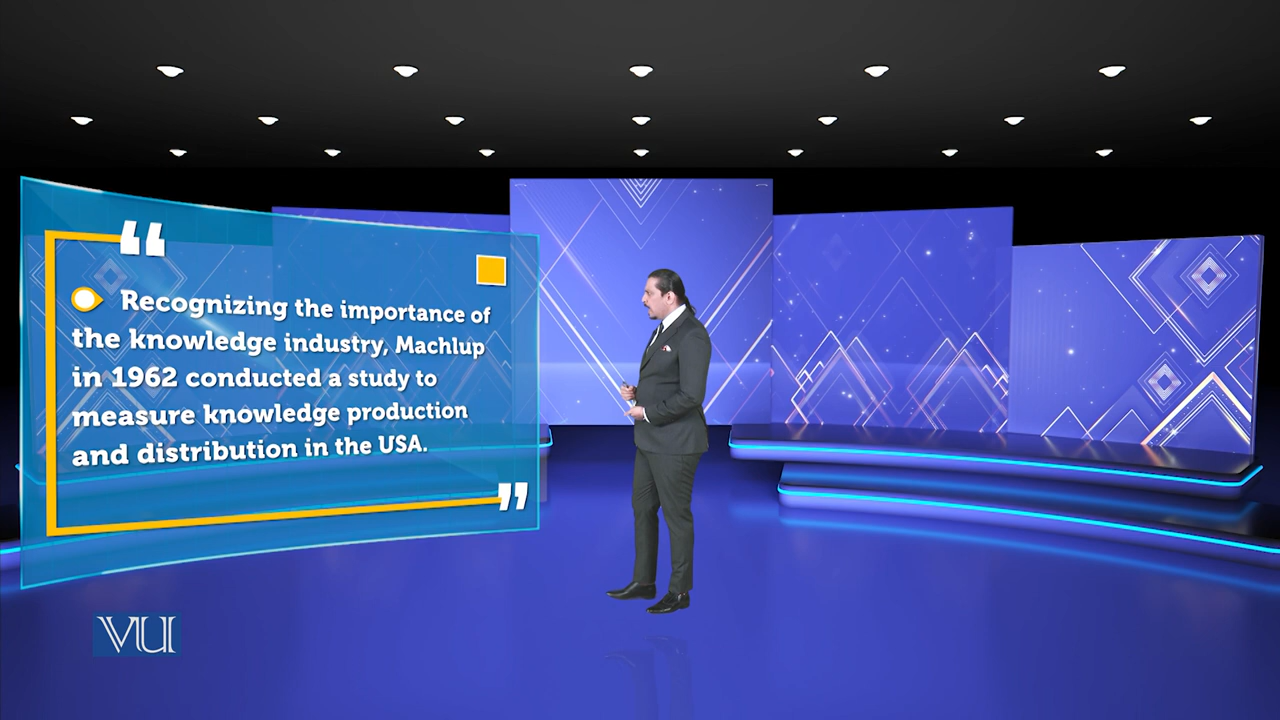 “
Recognizing the importance of
the knowledge industry, Machlup
in 1962 conducted a study to
measure knowledge production
and distribution in the USA.
”
VU